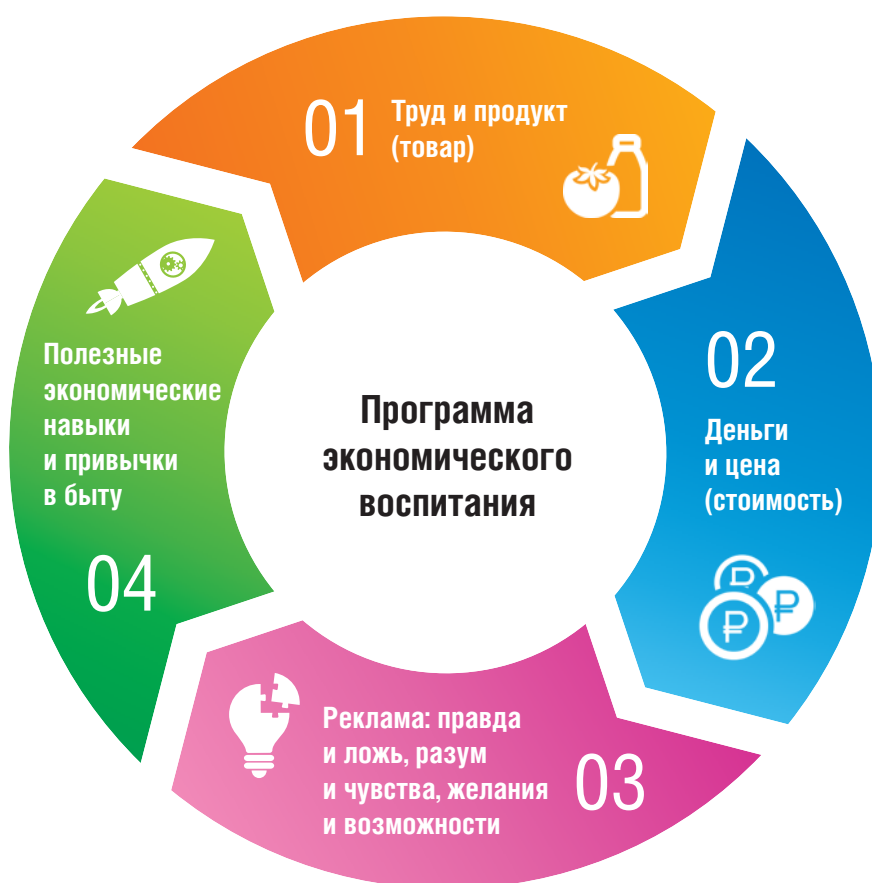 01
Труд и продукт
(товар)
02
Деньги
и цена
(стоимость)
Реклама: правда
и ложь, разум
и чувства, желания
и возможности
03
Полезные
экономические
навыки
и привычки
в быту
04
Программа
экономического
воспитания